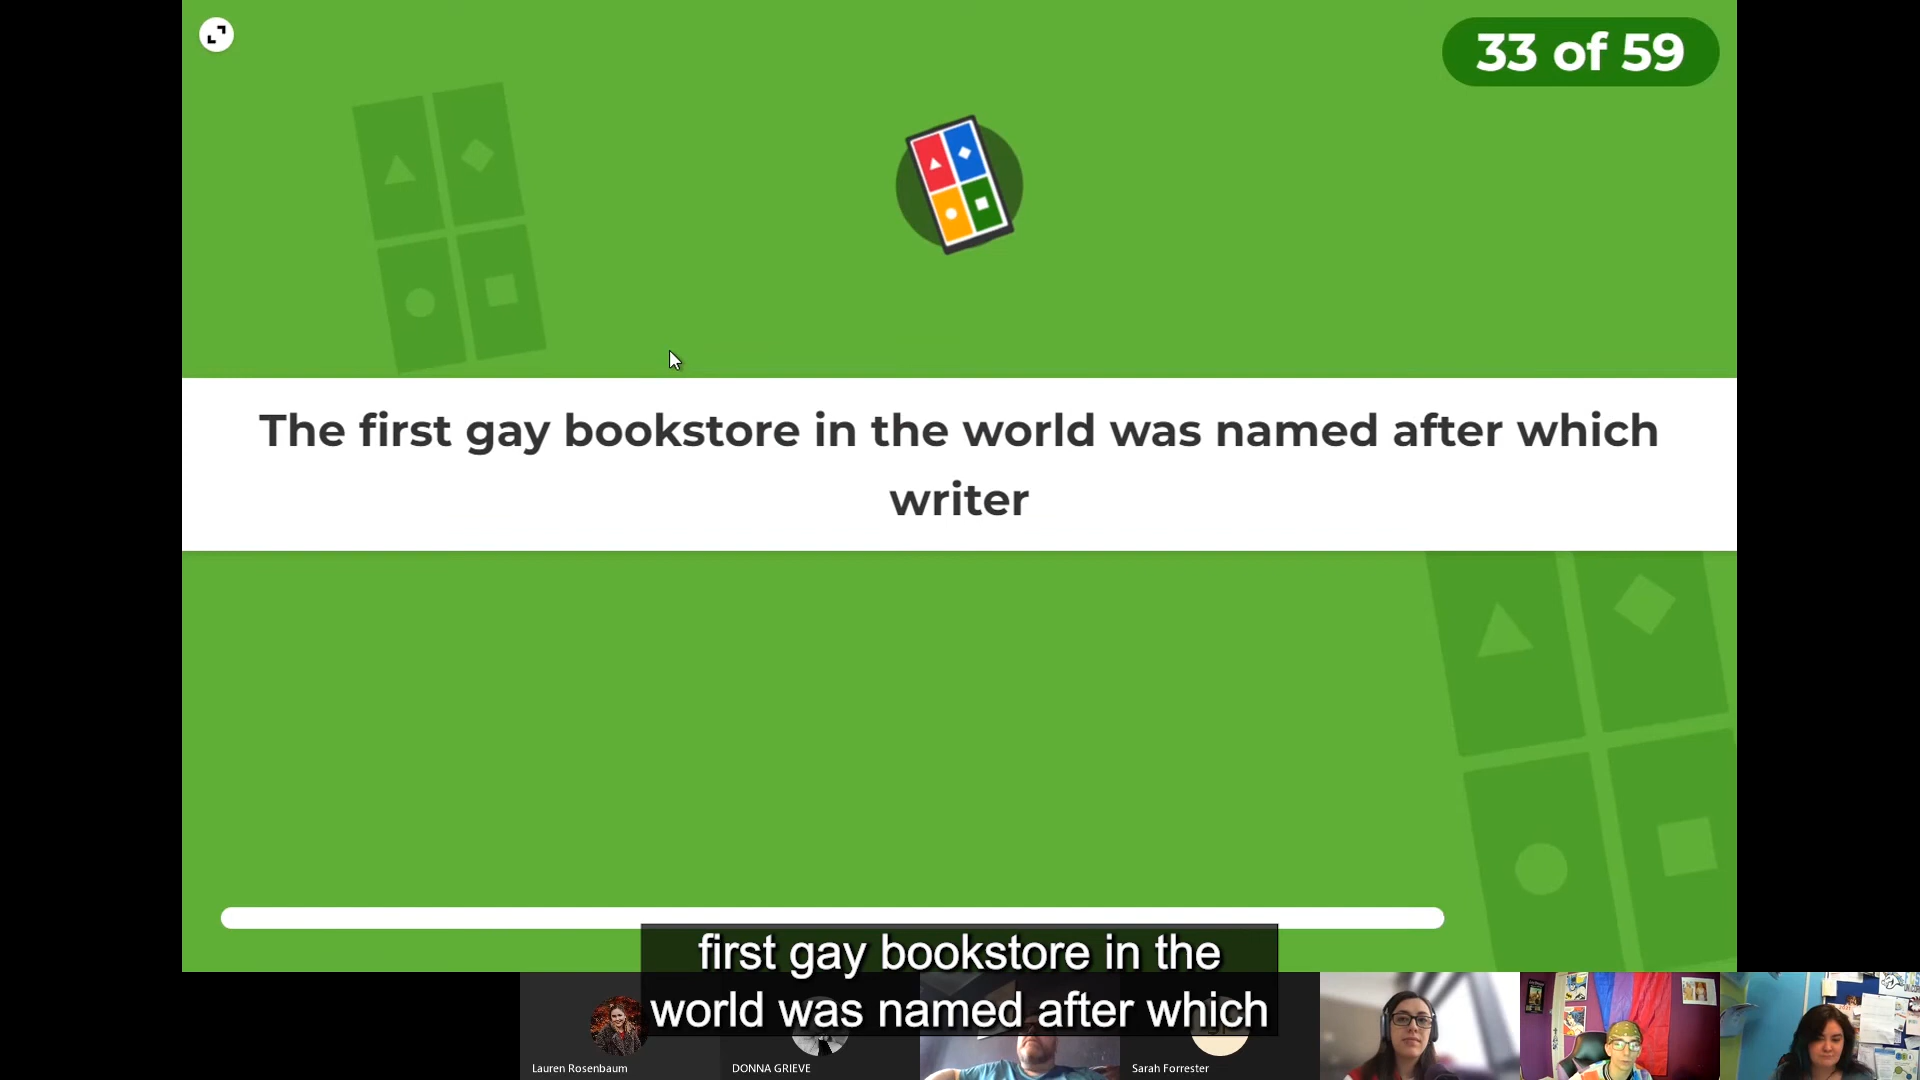 33 of 59
The first gay bookstore in the world was named after which
writer
first gay bookstore in the
world was named after which
Lauren Rosenbaum
DONNA GRIEVE
Sarah Forrester